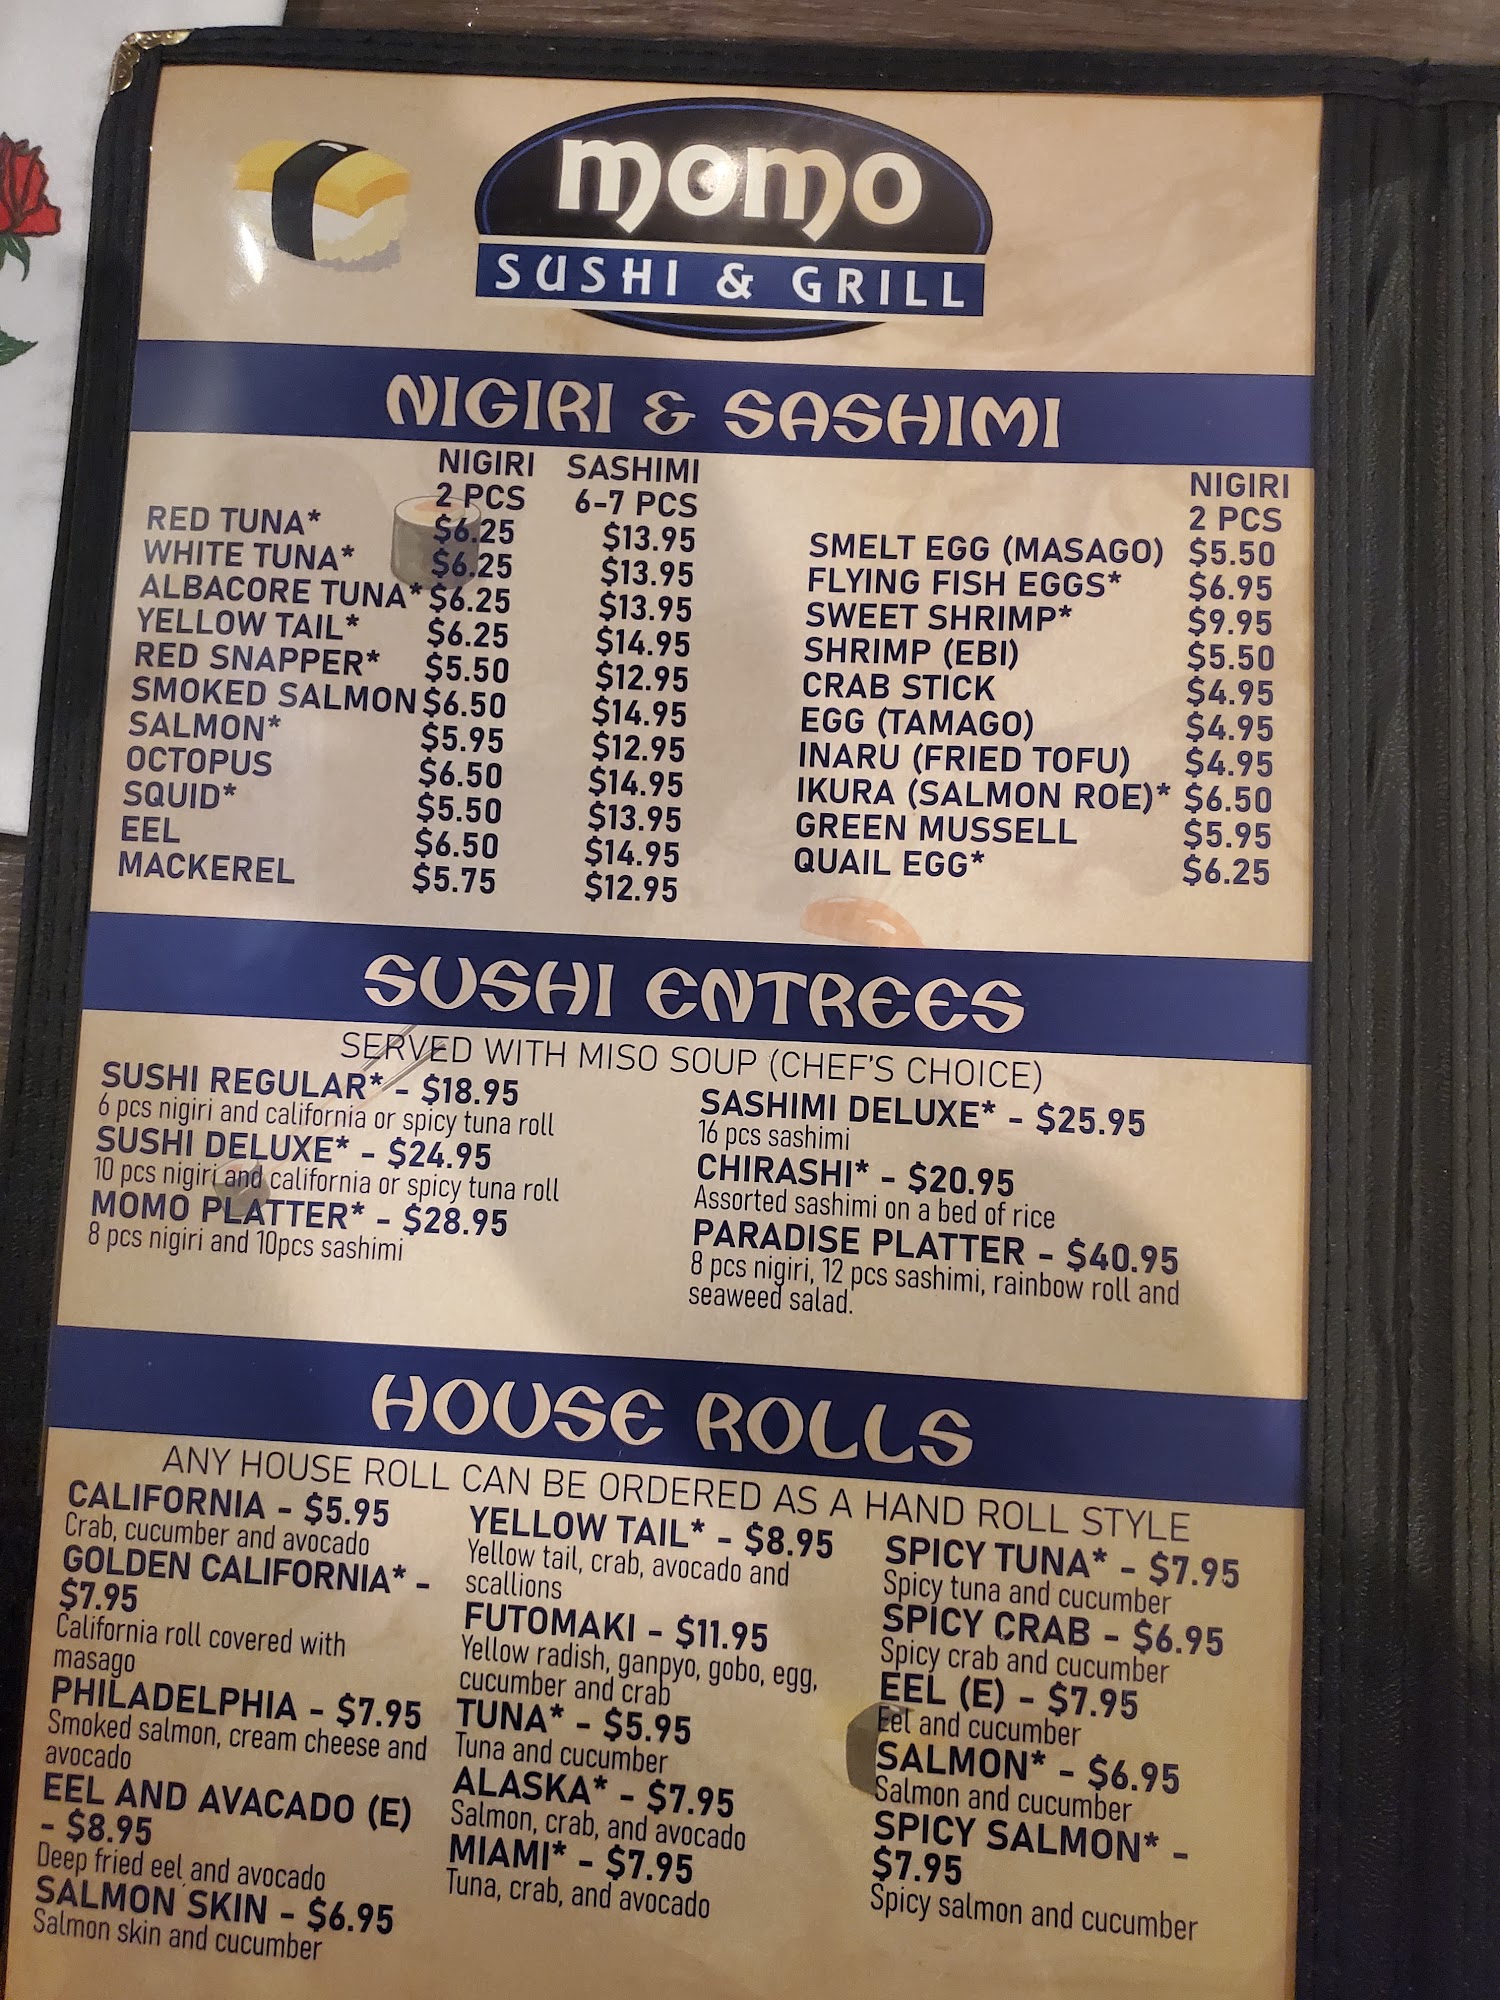 momo
SUSHI & GRILL
NIGIRI & SASHIMI
NIGIRI SASHIMI
2 PCS 6-7 PCS
RED TUNA* $6.25 $13.95
WHITE TUNA* $6.25 $13.95
ALBACORE TUNA* $6.25 $13.95
YELLOW TAIL* $6.25 $14.95
RED SNAPPER* $5.50 $12.95
SMOKED SALMON $6.50 $14.95
SALMON* $5.95 $12.95
OCTOPUS $6.50 $14.95
SQUID* $5.50 $13.95
EEL $6.50 $14.95
MACKEREL $5.75 $12.95
NIGIRI
2 PCS
SMELT EGG (MASAGO) $5.50
FLYING FISH EGGS* $6.95
SWEET SHRIMP* $9.95
SHRIMP (EBI) $5.50
CRAB STICK $4.95
EGG (TAMAGO) $4.95
INARU (FRIED TOFU) $4.95
IKURA (SALMON ROE)* $6.50
GREEN MUSSELL $5.95
QUAIL EGG* $6.25
SUSHI ENTREES
SERVED WITH MISO SOUP (CHEF'S CHOICE)
SUSHI REGULAR* - $18.95
6 pcs nigiri and california or spicy tuna roll
SUSHI DELUXE* - $24.95
10 pcs nigiri and california or spicy tuna roll
MOMO PLATTER* - $28.95
8 pcs nigiri and 10pcs sashimi
SASHIMI DELUXE* - $25.95
16 pcs sashimi
CHIRASHI* - $20.95
Assorted sashimi on a bed of rice
PARADISE PLATTER - $40.95
8 pcs nigiri, 12 pcs sashimi, rainbow roll and
seaweed salad.
HOUSE ROLLS
ANY HOUSE ROLL CAN BE ORDERED AS A HAND ROLL STYLE
CALIFORNIA - $5.95
Crab, cucumber and avocado
GOLDEN CALIFORNIA* -
$7.95
California roll covered with
masago
PHILADELPHIA - $7.95
Smoked salmon, cream cheese and
avocado
EEL AND AVACADO (E)
- $8.95
Deep fried eel and avocado
SALMON SKIN - $6.95
Salmon skin and cucumber
YELLOW TAIL* - $8.95
Yellow tail, crab, avocado and
scallions
FUTOMAKI - $11.95
Yellow radish, ganpyo, gobo, egg,
cucumber and crab
TUNA* - $5.95
Tuna and cucumber
ALASKA* - $7.95
Salmon, crab, and avocado
MIAMI* - $7.95
Tuna, crab, and avocado
SPICY TUNA* - $7.95
Spicy tuna and cucumber
SPICY CRAB - $6.95
Spicy crab and cucumber
EEL (E) - $7.95
Eel and cucumber
SALMON* - $6.95
Salmon and cucumber
SPICY SALMON* -
$7.95
Spicy salmon and cucumber